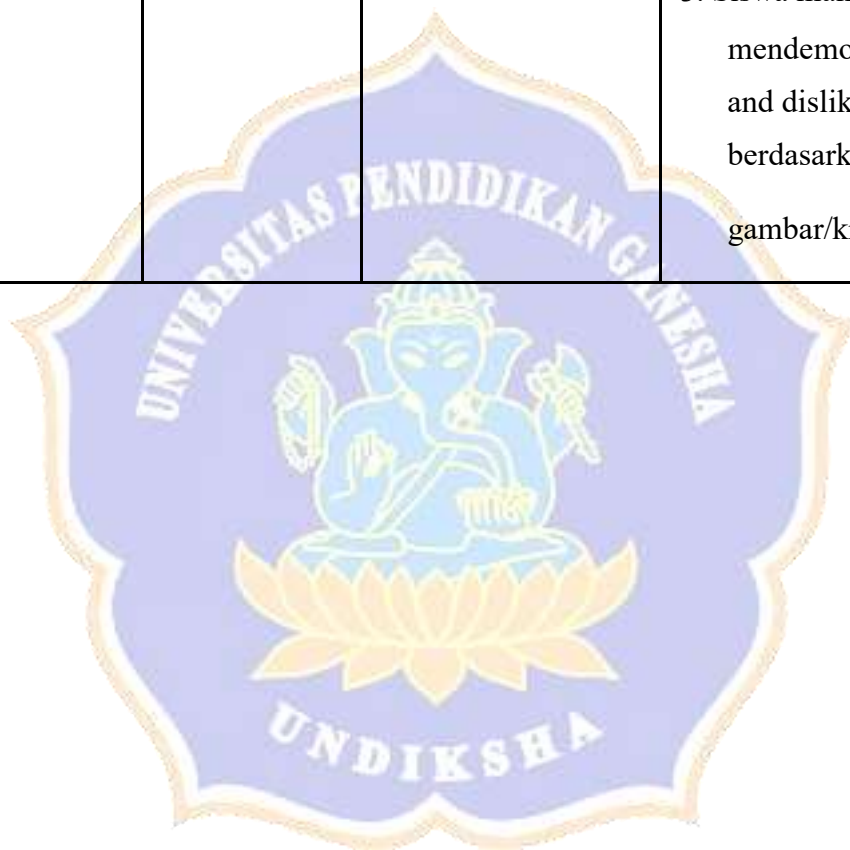 mendemo
and dislik
berdasark
gambar/k
UNIVERSITAS PENDIDIKAN GANESHA
UNDIKSHA